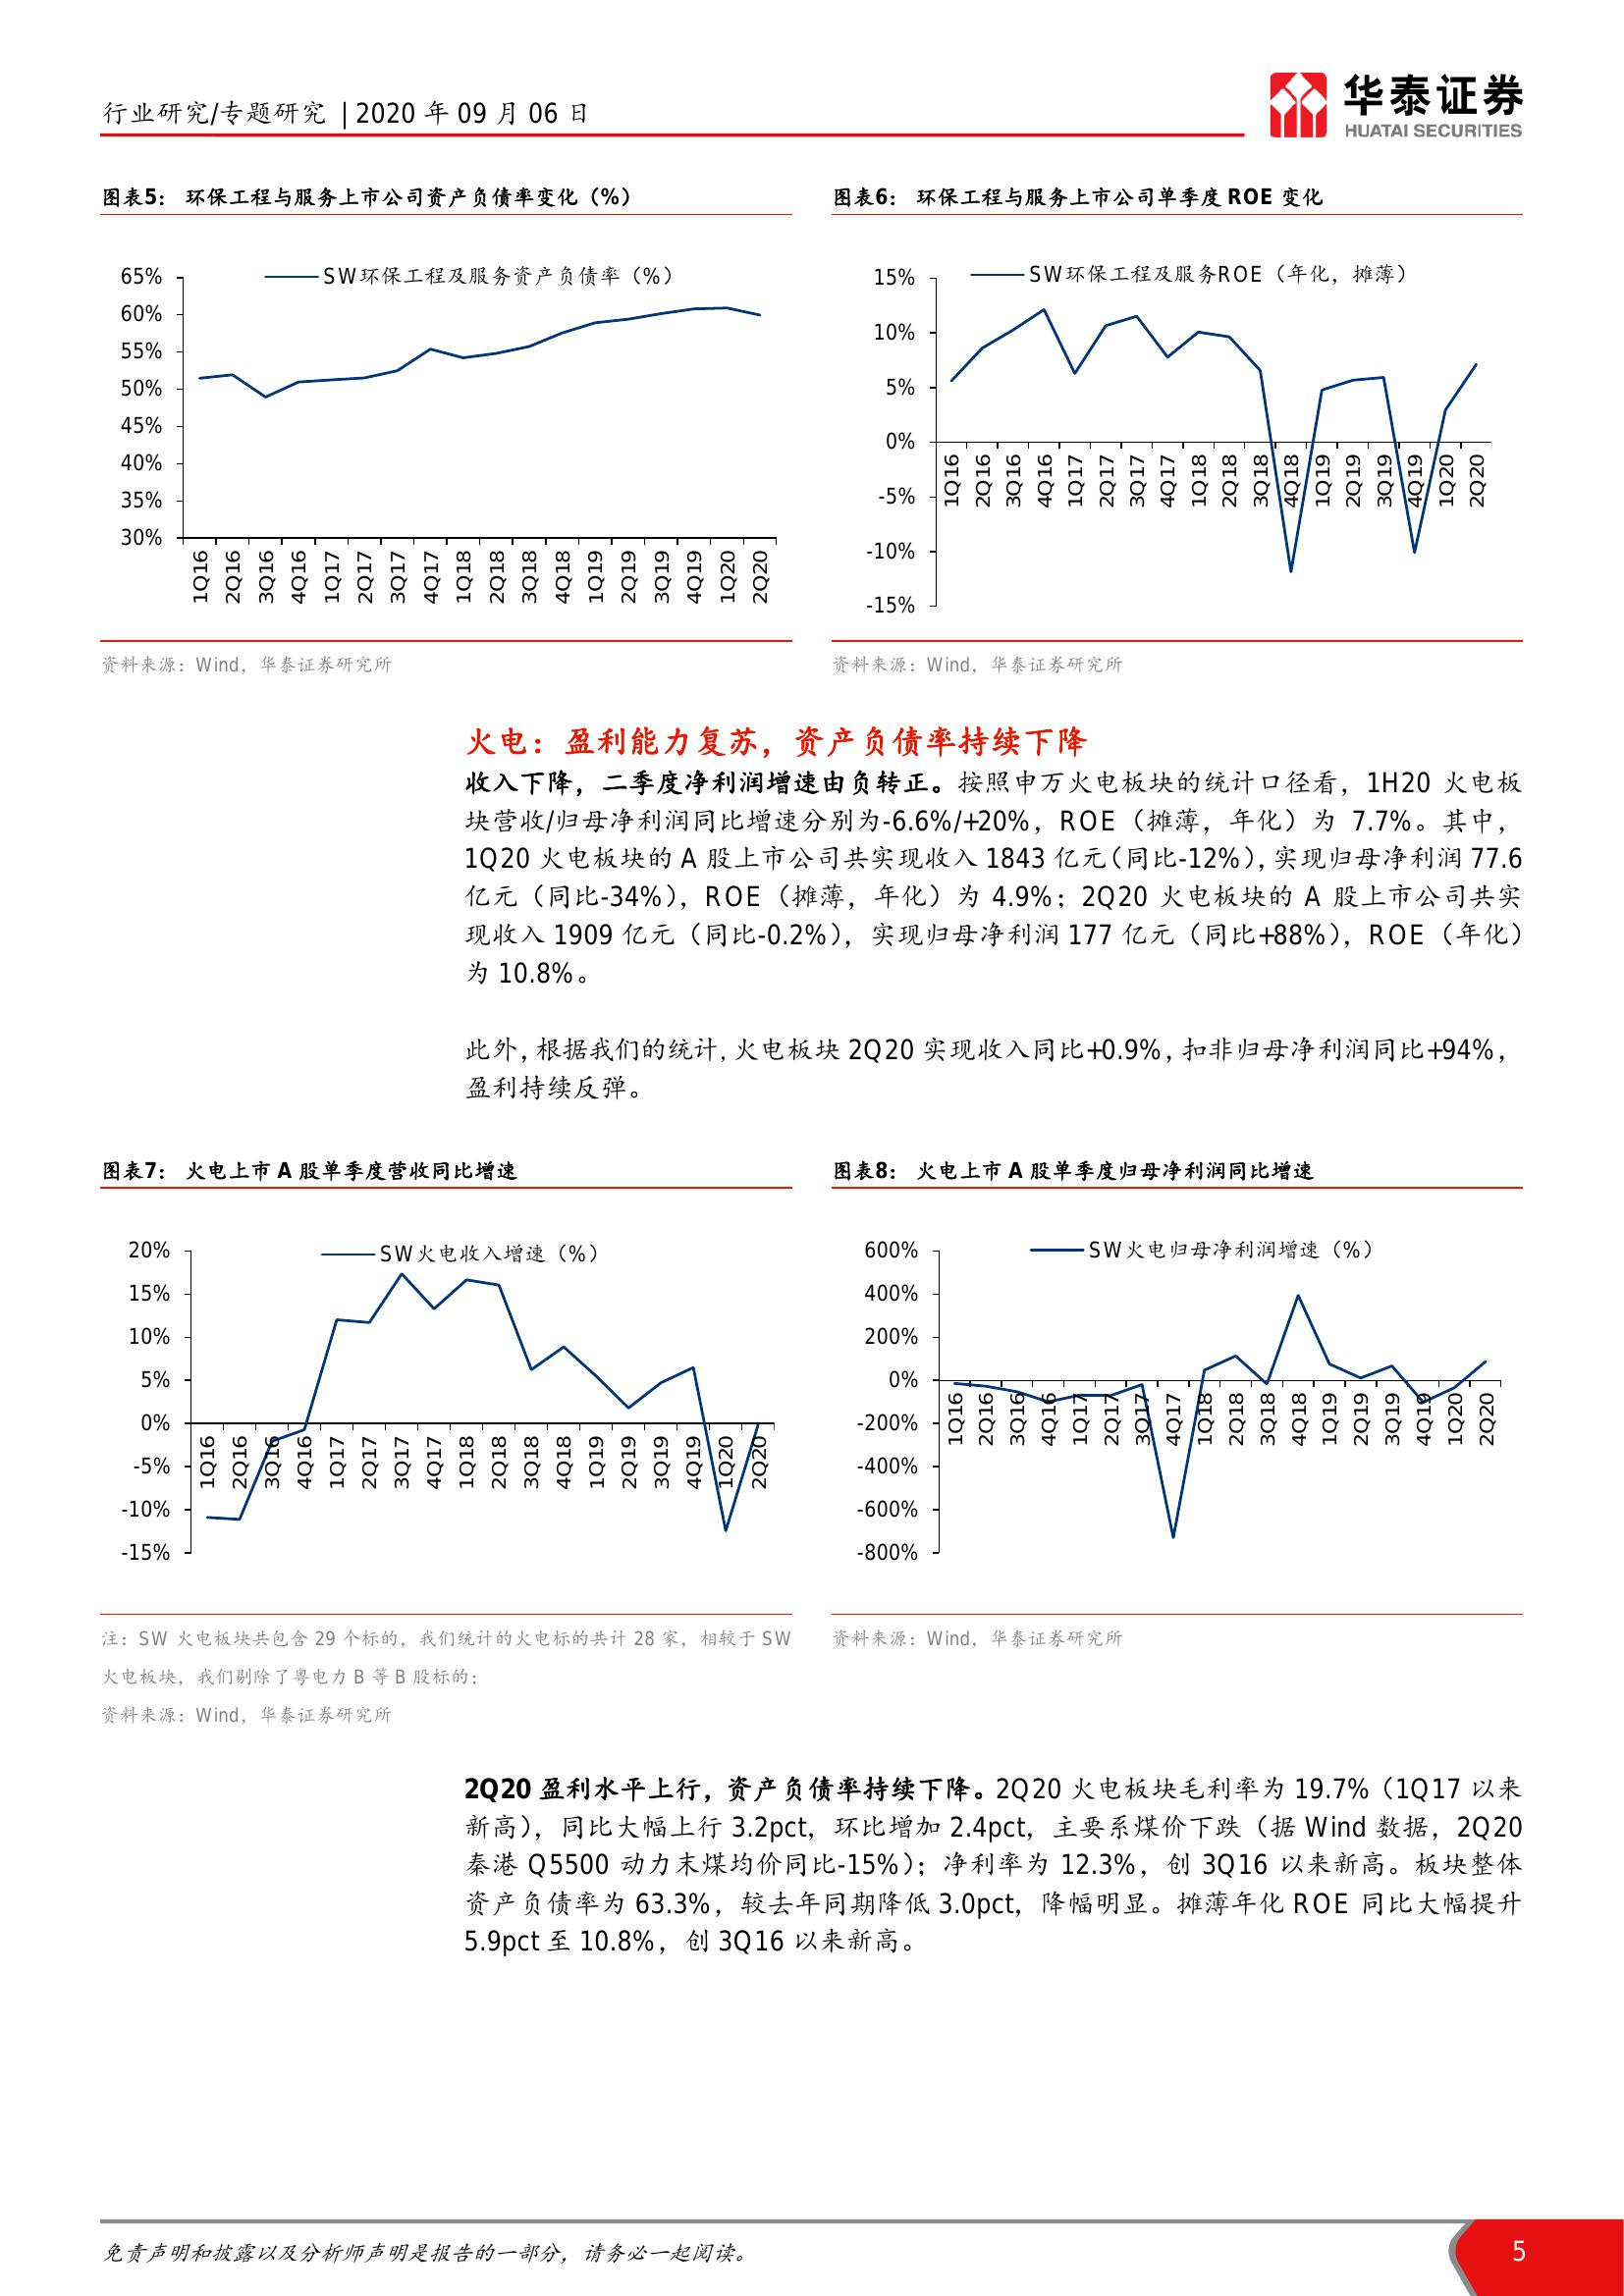 行业研究/专题研究 | 2020 年 09 月 06 日
华泰证券
HUATAI SECURITIES
图表5： 环保工程与服务上市公司资产负债率变化（%）
SW环保工程及服务资产负债率（%）
65%
60%
55%
50%
45%
40%
35%
30%
1Q16 2Q16 3Q16 4Q16 1Q17 2Q17 3Q17 4Q17 1Q18 2Q18 3Q18 4Q18 1Q19 2Q19 3Q19 4Q19 1Q20 2Q20
资料来源：Wind，华泰证券研究所
图表6： 环保工程与服务上市公司单季度 ROE 变化
SW环保工程及服务ROE（年化，摊薄）
15%
10%
5%
0%
-5%
-10%
-15%
1Q16 2Q16 3Q16 4Q16 1Q17 2Q17 3Q17 4Q17 1Q18 2Q18 3Q18 4Q18 1Q19 2Q19 3Q19 4Q19 1Q20 2Q20
资料来源：Wind，华泰证券研究所
火电：盈利能力复苏，资产负债率持续下降
收入下降，二季度净利润增速由负转正。按照申万火电板块的统计口径看，1H20 火电板
块营收/归母净利润同比增速分别为-6.6%/+20%，ROE（摊薄，年化）为 7.7%。其中，
1Q20 火电板块的 A 股上市公司共实现收入 1843 亿元（同比-12%），实现归母净利润 77.6
亿元（同比-34%），ROE（摊薄，年化）为 4.9%；2Q20 火电板块的 A 股上市公司共实
现收入 1909 亿元（同比-0.2%），实现归母净利润 177 亿元（同比+88%），ROE（年化）
为 10.8%。
此外，根据我们的统计，火电板块 2Q20 实现收入同比+0.9%，扣非归母净利润同比+94%，
盈利持续反弹。
图表7： 火电上市 A 股单季度营收同比增速
SW火电收入增速（%）
20%
15%
10%
5%
0%
-5%
-10%
-15%
1Q16 2Q16 3Q16 4Q16 1Q17 2Q17 3Q17 4Q17 1Q18 2Q18 3Q18 4Q18 1Q19 2Q19 3Q19 4Q19 1Q20 2Q20
注：SW 火电板块共包含 29 个标的，我们统计的火电标的共计 28 家，相较于 SW
火电板块，我们剔除了粤电力 B 等 B 股标的；
资料来源：Wind，华泰证券研究所
图表8： 火电上市 A 股单季度归母净利润同比增速
SW火电归母净利润增速（%）
600%
400%
200%
0%
-200%
-400%
-600%
-800%
1Q16 2Q16 3Q16 4Q16 1Q17 2Q17 3Q17 4Q17 1Q18 2Q18 3Q18 4Q18 1Q19 2Q19 3Q19 4Q19 1Q20 2Q20
资料来源：Wind，华泰证券研究所
2Q20 盈利水平上行，资产负债率持续下降。2Q20 火电板块毛利率为 19.7%（1Q17 以来
新高），同比大幅上行 3.2pct，环比增加 2.4pct，主要系煤价下跌（据 Wind 数据，2Q20
秦港 Q5500 动力末煤均价同比-15%）；净利率为 12.3%，创 3Q16 以来新高。板块整体
资产负债率为 63.3%，较去年同期降低 3.0pct，降幅明显。摊薄年化 ROE 同比大幅提升
5.9pct 至 10.8%，创 3Q16 以来新高。
免责声明和披露以及分析师声明是报告的一部分，请务必一起阅读。
5